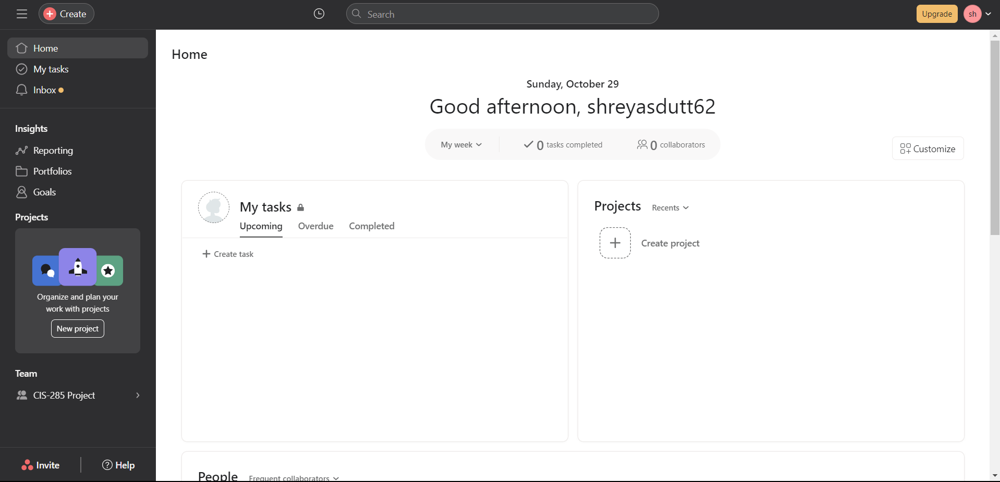 Create
Search
Upgrade
sh
Home
My tasks
Inbox
Insights
Reporting
Portfolios
Goals
Projects
Organize and plan your
work with projects
New project
Team
CIS-285 Project
Invite
Help
Home
Sunday, October 29
Good afternoon, shreyasdutt62
My week
0 tasks completed
0 collaborators
Customize
My tasks
Upcoming Overdue Completed
Create task
Projects Recents
Create project
People Frequent collaborators